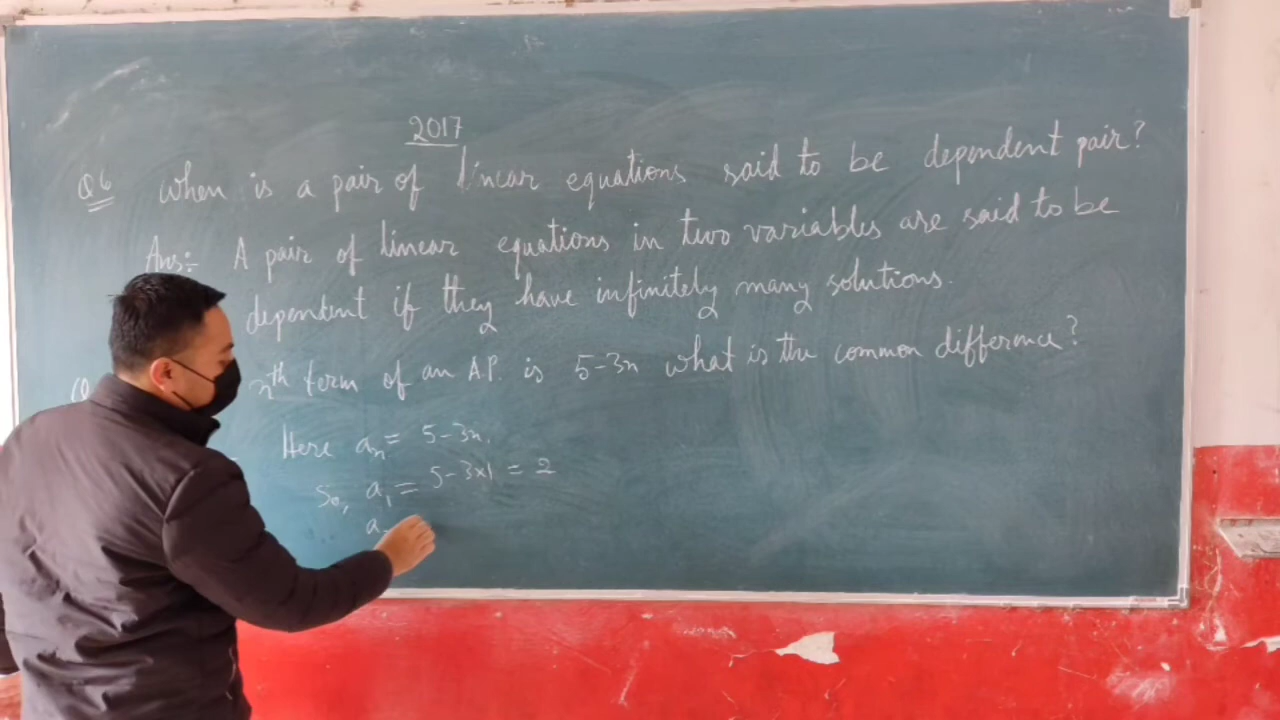 2017
Q6 When is a pair of linear equations said to be dependent pair?
Ans:- A pair of linear equations in two variables are said to be
dependent if they have infinitely many solutions.
Q nth term of an A.P. is 5-3n what is the common difference?
Here aₙ = 5-3n.
So, a₁ = 5-3×1 = 2
a